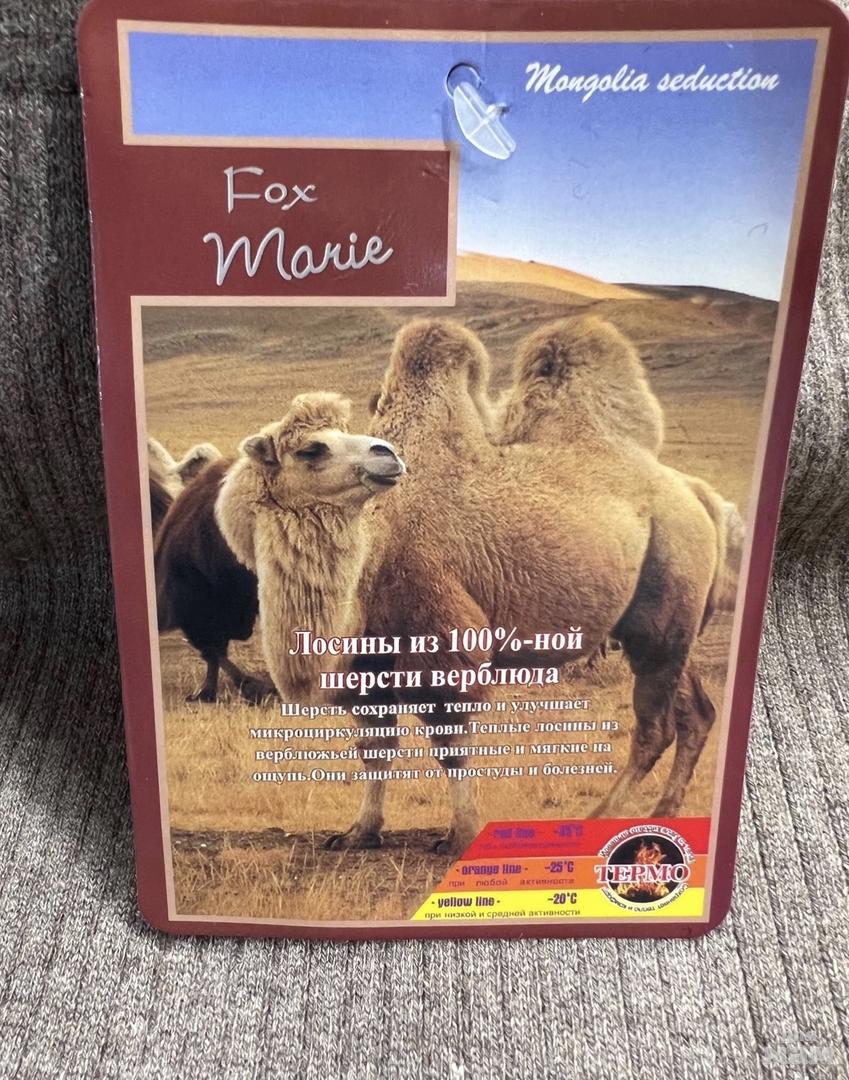 Mongolia seduction
Fox
Marie
Лосины из 100%-ной
шерсти верблюда
Шерсть сохраняет тепло и улучшает
микроциркуляцию крови.Теплые лосины из
верблюжьей шерсти приятные и мягкие на
ощупь.Они защитят от простуды и болезней.
- red line - -45°C
- orange line - -25°C
при любой активности
- yellow line - -20°C
при низкой и средней активности
ТЕРМО